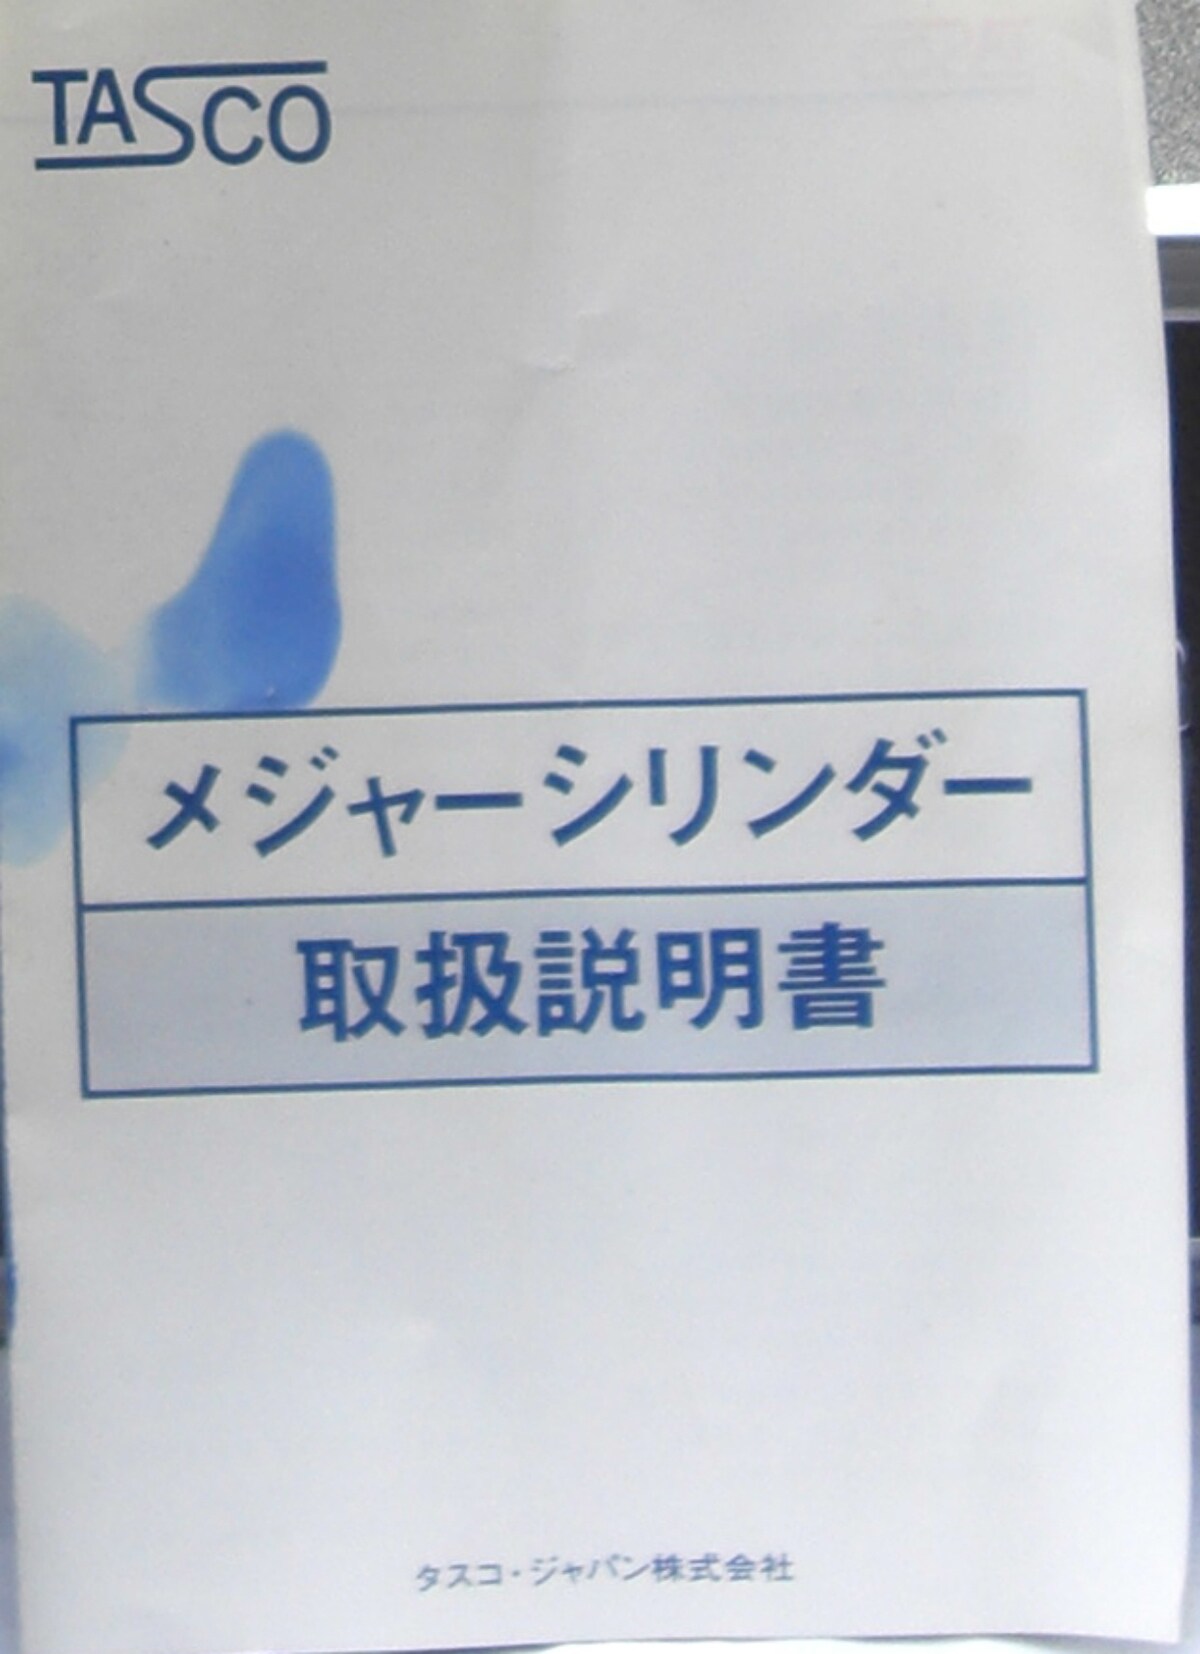 TASCO
メジャーシリンダー
取扱説明書
タスコ・ジャパン株式会社